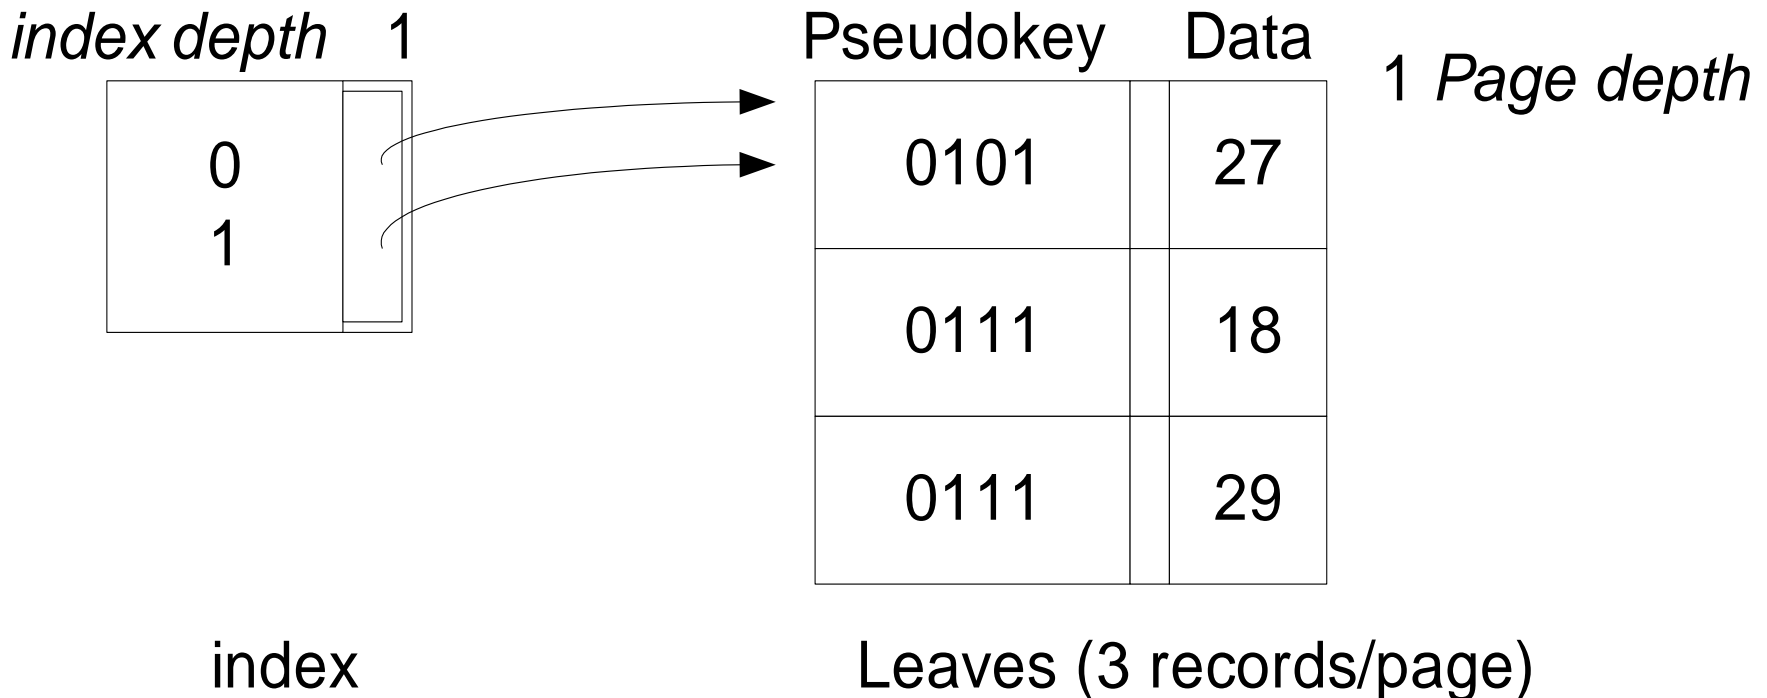 index depth 1
Pseudokey Data
1 Page depth
0
1
0101 27
0111 18
0111 29
index
Leaves (3 records/page)